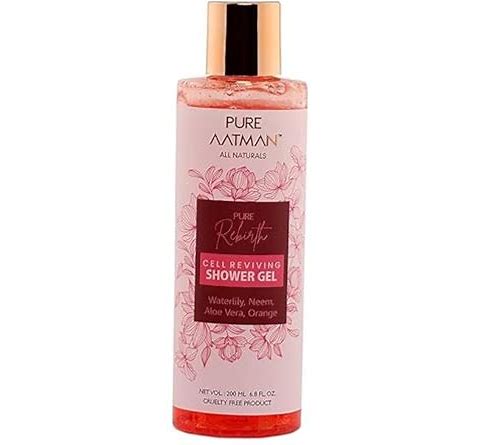 PURE
AATMAN™
ALL NATURALS
PURE
Rebirth
CELL REVIVING
SHOWER GEL
Waterlily, Neem,
Aloe Vera, Orange
NET VOL : 200 ML 6.8 FL. OZ.
CRUELTY FREE PRODUCT